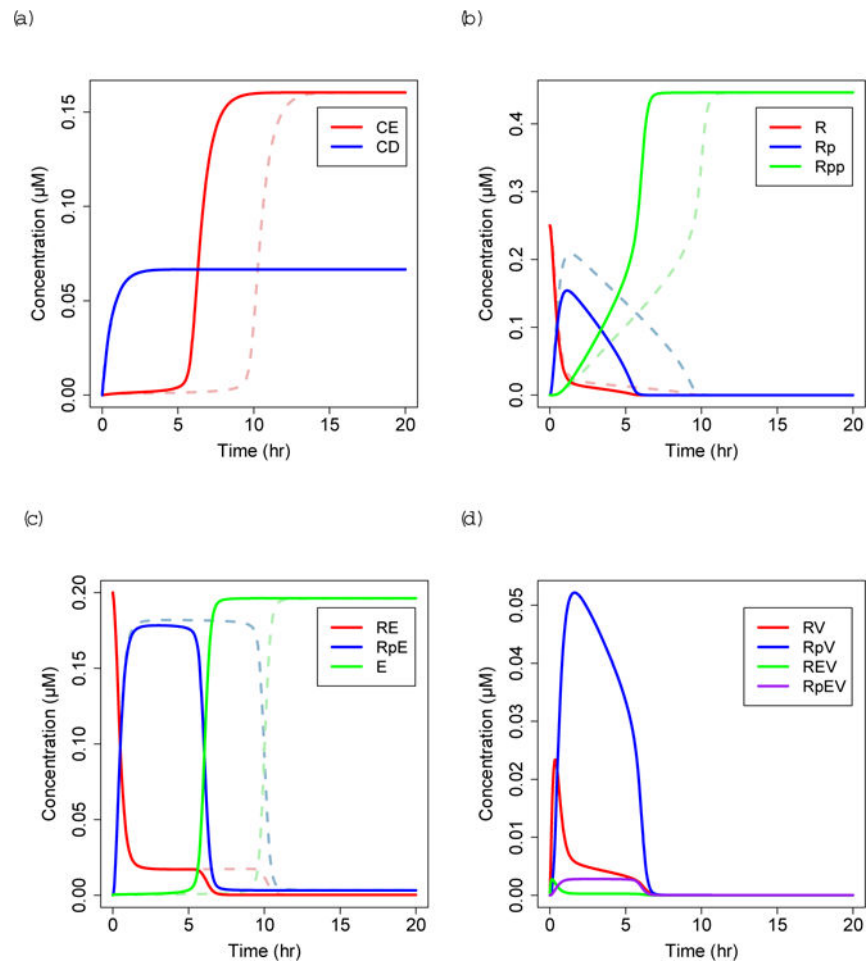 (a)
0.00 0.05 0.10 0.15
Concentration (µM)
CE
CD
0 5 10 15 20
Time (hr)
(b)
0.0 0.1 0.2 0.3 0.4
Concentration (µM)
R
Rp
Rpp
0 5 10 15 20
Time (hr)
(c)
0.00 0.05 0.10 0.15 0.20
Concentration (µM)
RE
RpE
E
0 5 10 15 20
Time (hr)
(d)
0.00 0.01 0.02 0.03 0.04 0.05
Concentration (µM)
RV
RpV
REV
RpEV
0 5 10 15 20
Time (hr)